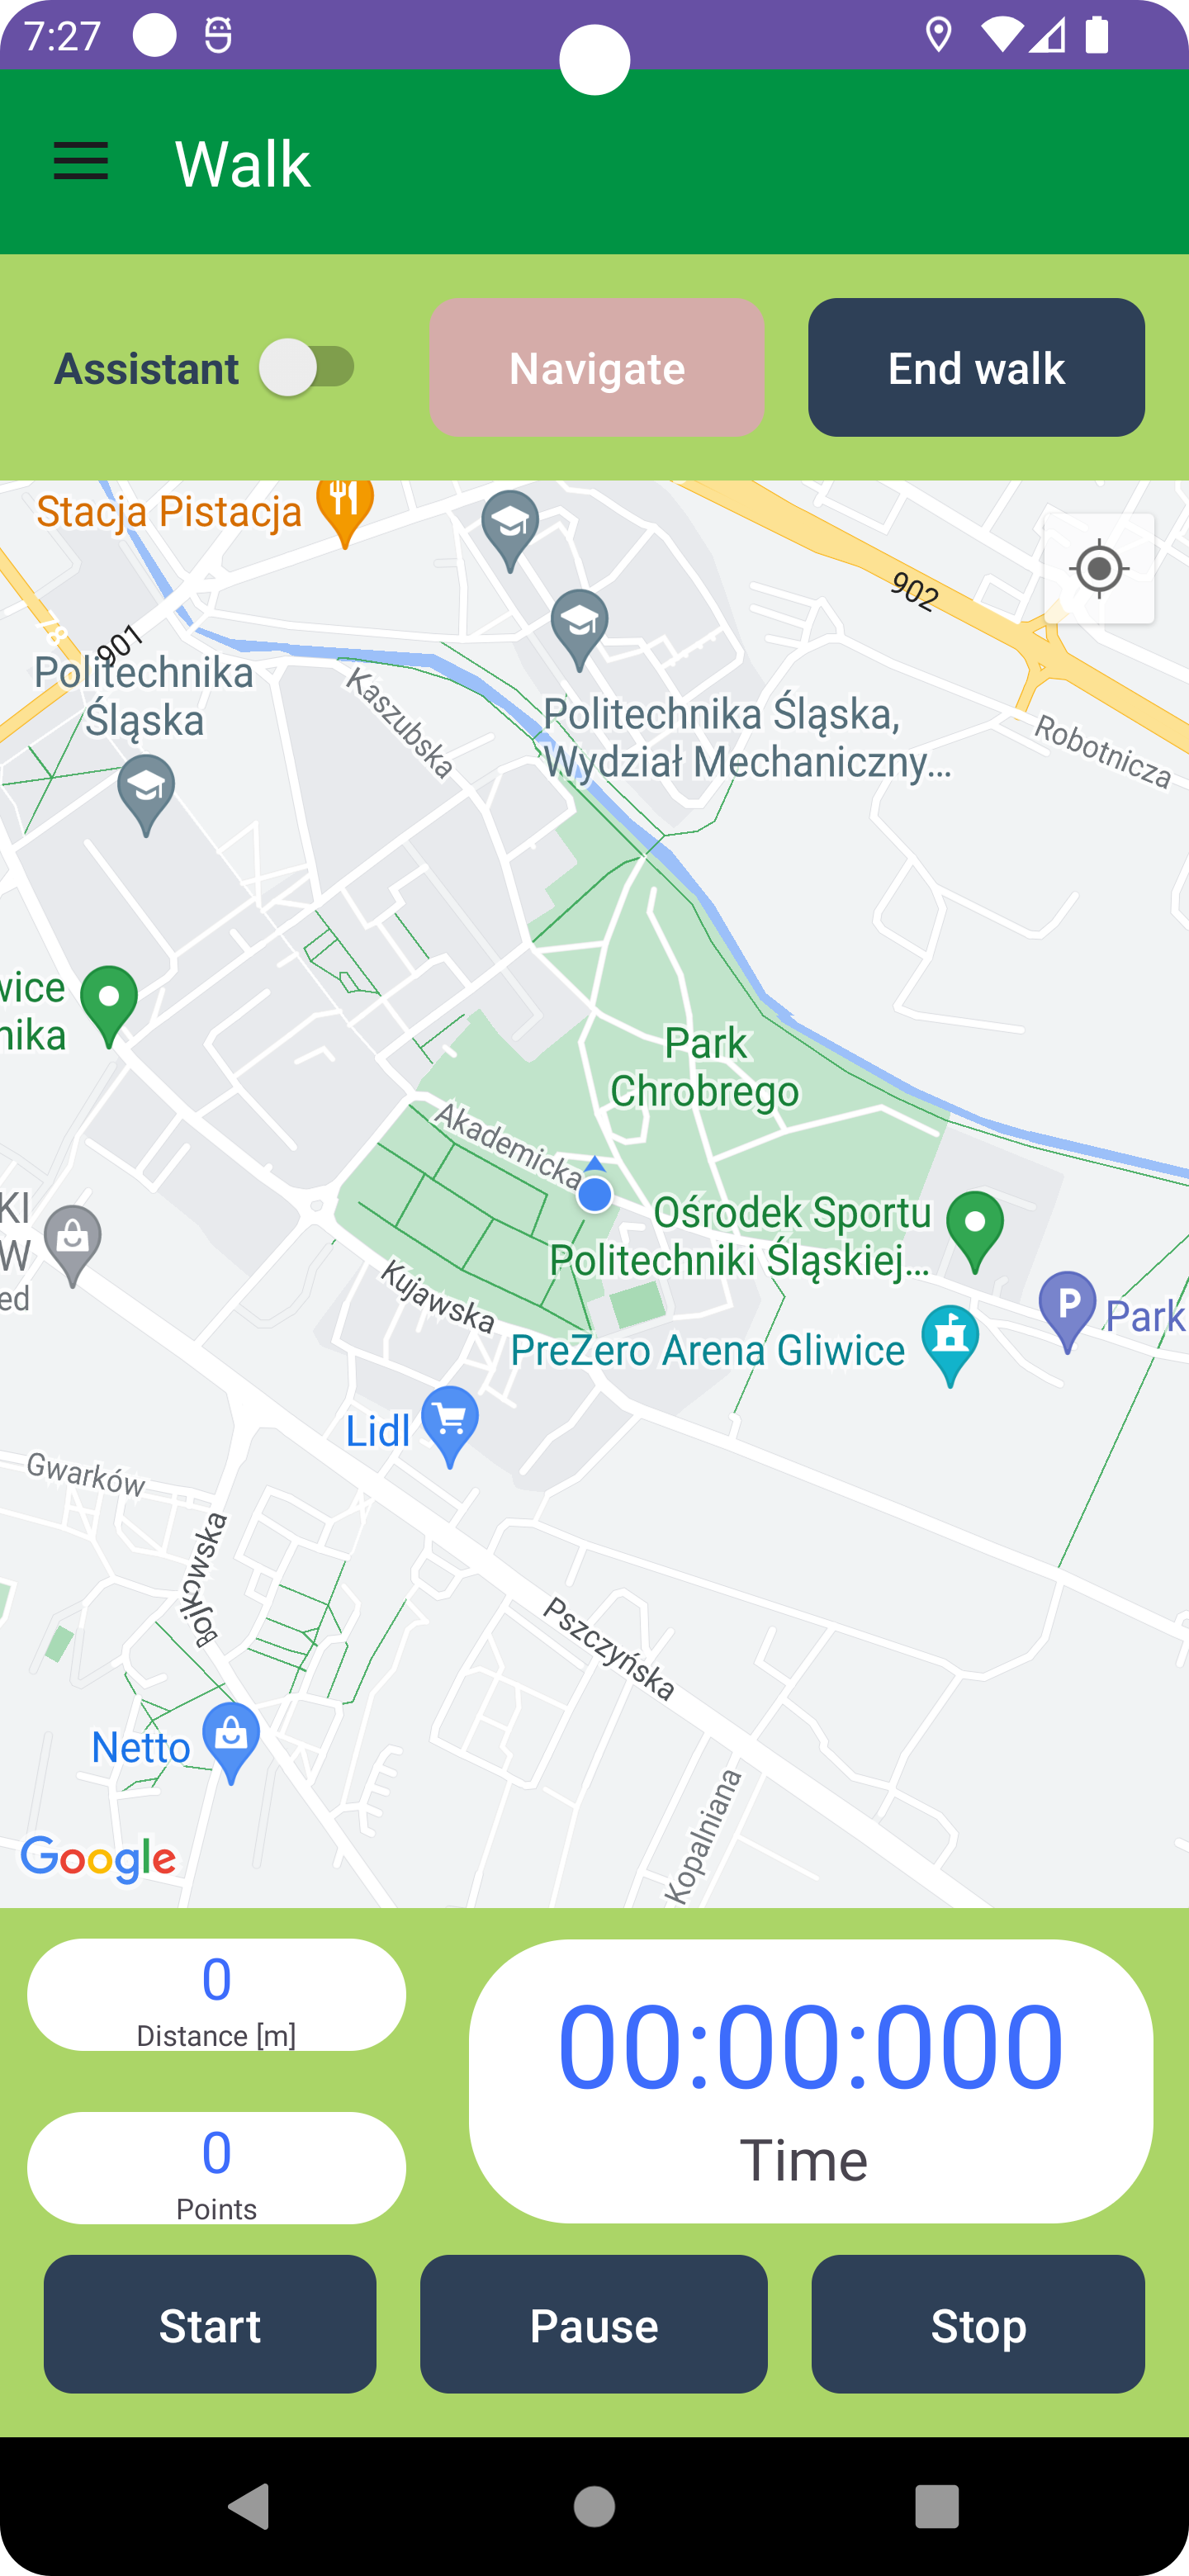 7:27
Walk
Assistant
Navigate
End walk
Stacja Pistacja
902
78
901
Politechnika
Śląska
Kaszubska
Politechnika Śląska,
Wydział Mechaniczny...
Robotnicza
wice
nika
Park
Chrobrego
Akademicka
KI
W
ed
Ośrodek Sportu
Politechniki Śląskiej...
Kujawska
P
Park
PreZero Arena Gliwice
Lidl
Gwarków
Bojkowska
Pszczyńska
Netto
Kopalniana
Google
0
Distance [m]
00:00:000
Time
0
Points
Start
Pause
Stop